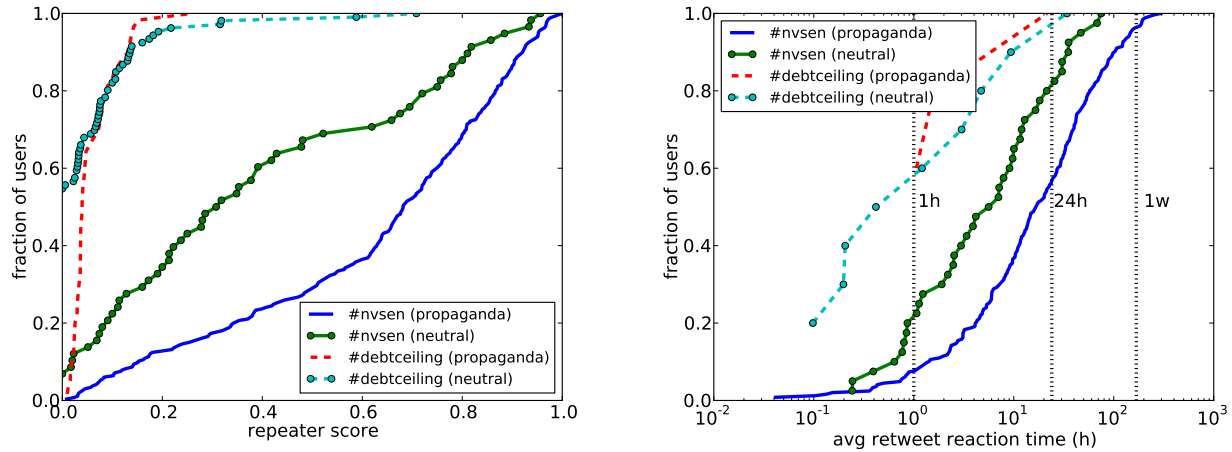 1.0
0.8
0.6
0.4
0.2
0.0
fraction of users
0.0 0.2 0.4 0.6 0.8 1.0
repeater score
#nvsen (propaganda)
#nvsen (neutral)
#debtceiling (propaganda)
#debtceiling (neutral)
1.0
0.8
0.6
0.4
0.2
0.0
fraction of users
#nvsen (propaganda)
#nvsen (neutral)
#debtceiling (propaganda)
#debtceiling (neutral)
1h 24h 1w
10^-2 10^-1 10^0 10^1 10^2 10^3
avg retweet reaction time (h)